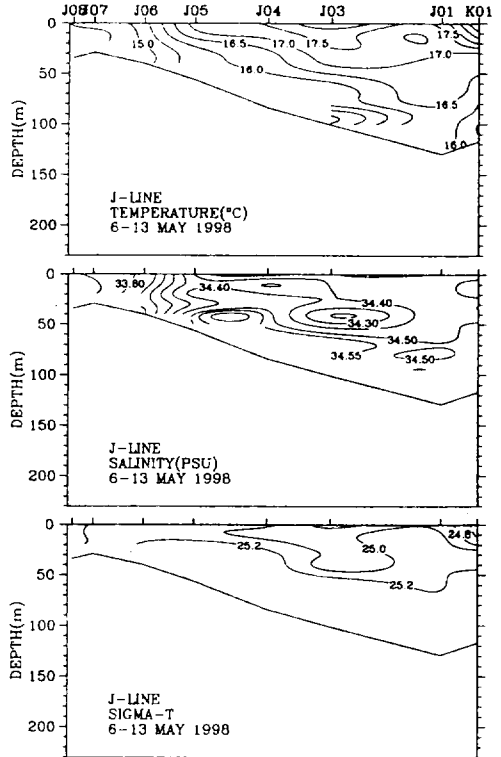 J08 J07 J06 J05 J04 J03 J01 K01
0
50
100
150
200
DEPTH(m)
15.0
16.5
16.0
17.0
17.5
17.5
17.0
16.5
16.0
J-LINE
TEMPERATURE(°C)
6-13 MAY 1998
0
50
100
150
200
DEPTH(m)
33.80
34.40
34.40
34.30
34.50
34.55
34.50
J-LINE
SALINITY(PSU)
6-13 MAY 1998
0
50
100
150
200
DEPTH(m)
25.2
25.0
24.8
25.2
J-LINE
SIGMA-T
6-13 MAY 1998